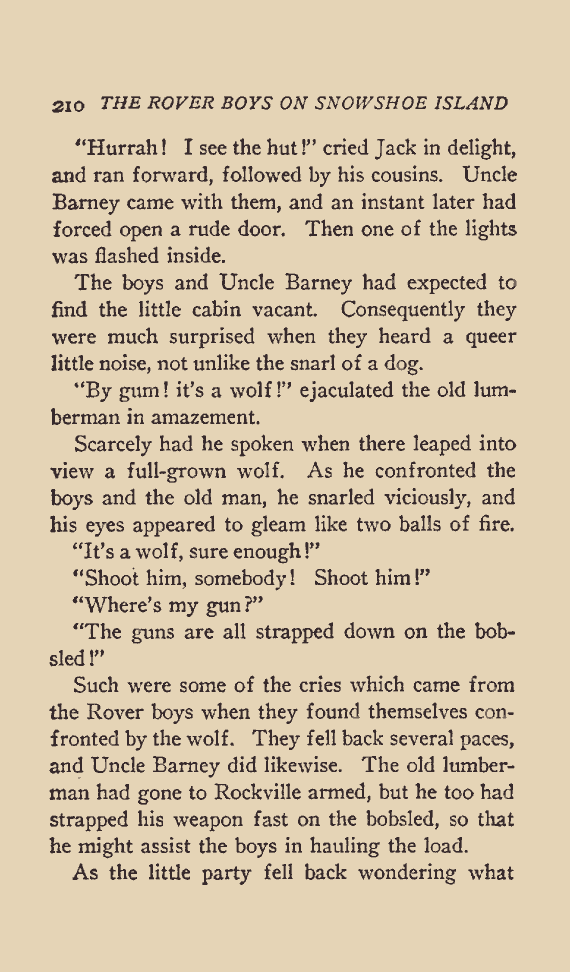 210 THE ROVER BOYS ON SNOWSHOE ISLAND
"Hurrah! I see the hut!" cried Jack in delight,
and ran forward, followed by his cousins. Uncle
Barney came with them, and an instant later had
forced open a rude door. Then one of the lights
was flashed inside.
The boys and Uncle Barney had expected to
find the little cabin vacant. Consequently they
were much surprised when they heard a queer
little noise, not unlike the snarl of a dog.
"By gum! it's a wolf!" ejaculated the old lum-
berman in amazement.
Scarcely had he spoken when there leaped into
view a full-grown wolf. As he confronted the
boys and the old man, he snarled viciously, and
his eyes appeared to gleam like two balls of fire.
"It's a wolf, sure enough!"
"Shoot him, somebody! Shoot him!"
"Where's my gun?"
"The guns are all strapped down on the bob-
sled!"
Such were some of the cries which came from
the Rover boys when they found themselves con-
fronted by the wolf. They fell back several paces,
and Uncle Barney did likewise. The old lumber-
man had gone to Rockville armed, but he too had
strapped his weapon fast on the bobsled, so that
he might assist the boys in hauling the load.
As the little party fell back wondering what